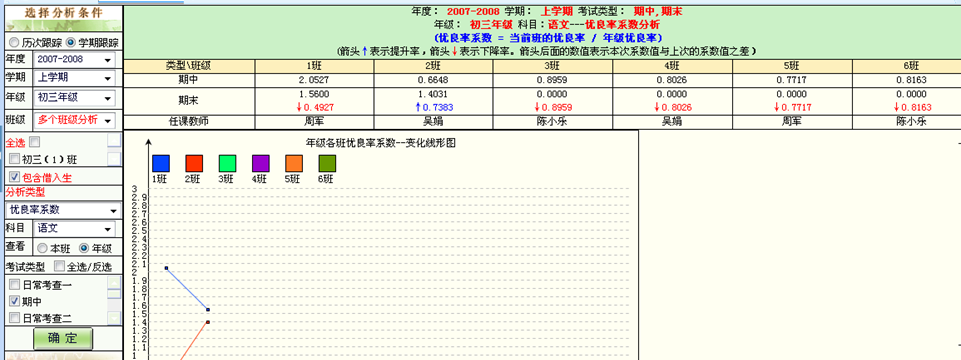 选择分析条件
历次跟踪 学期跟踪
年度 2007-2008
学期 上学期
年级 初三年级
班级 多个班级分析
全选
初三(1)班
包含借入生
分析类型
优良率系数
科目 语文
查看 本班 年级
考试类型 全选/反选
日常考查一
期中
日常考查二
确 定
年度: 2007-2008 学期: 上学期 考试类型: 期中,期末
年级: 初三年级 科目:语文---优良率系数分析
(优良率系数 = 当前班的优良率 / 年级优良率)
(箭头↑表示提升率,箭头↓表示下降率。箭头后面的数值表示本次系数值与上次的系数值之差)
类型\班级 1班 2班 3班 4班 5班 6班
期中 2.0527 0.6648 0.8959 0.8026 0.7717 0.8163
期末 1.5600 1.4031 0.0000 0.0000 0.0000 0.0000
↓0.4927 ↑0.7383 ↓0.8959 ↓0.8026 ↓0.7717 ↓0.8163
任课教师 周军 吴娟 陈小乐 吴娟 周军 陈小乐
年级各班优良率系数--变化线形图
1班 2班 3班 4班 5班 6班
3
2.9
2.8
2.7
2.6
2.5
2.4
2.3
2.2
2.1
2
1.9
1.8
1.7
1.6
1.5
1.4
1.3
1.2
1.1
1